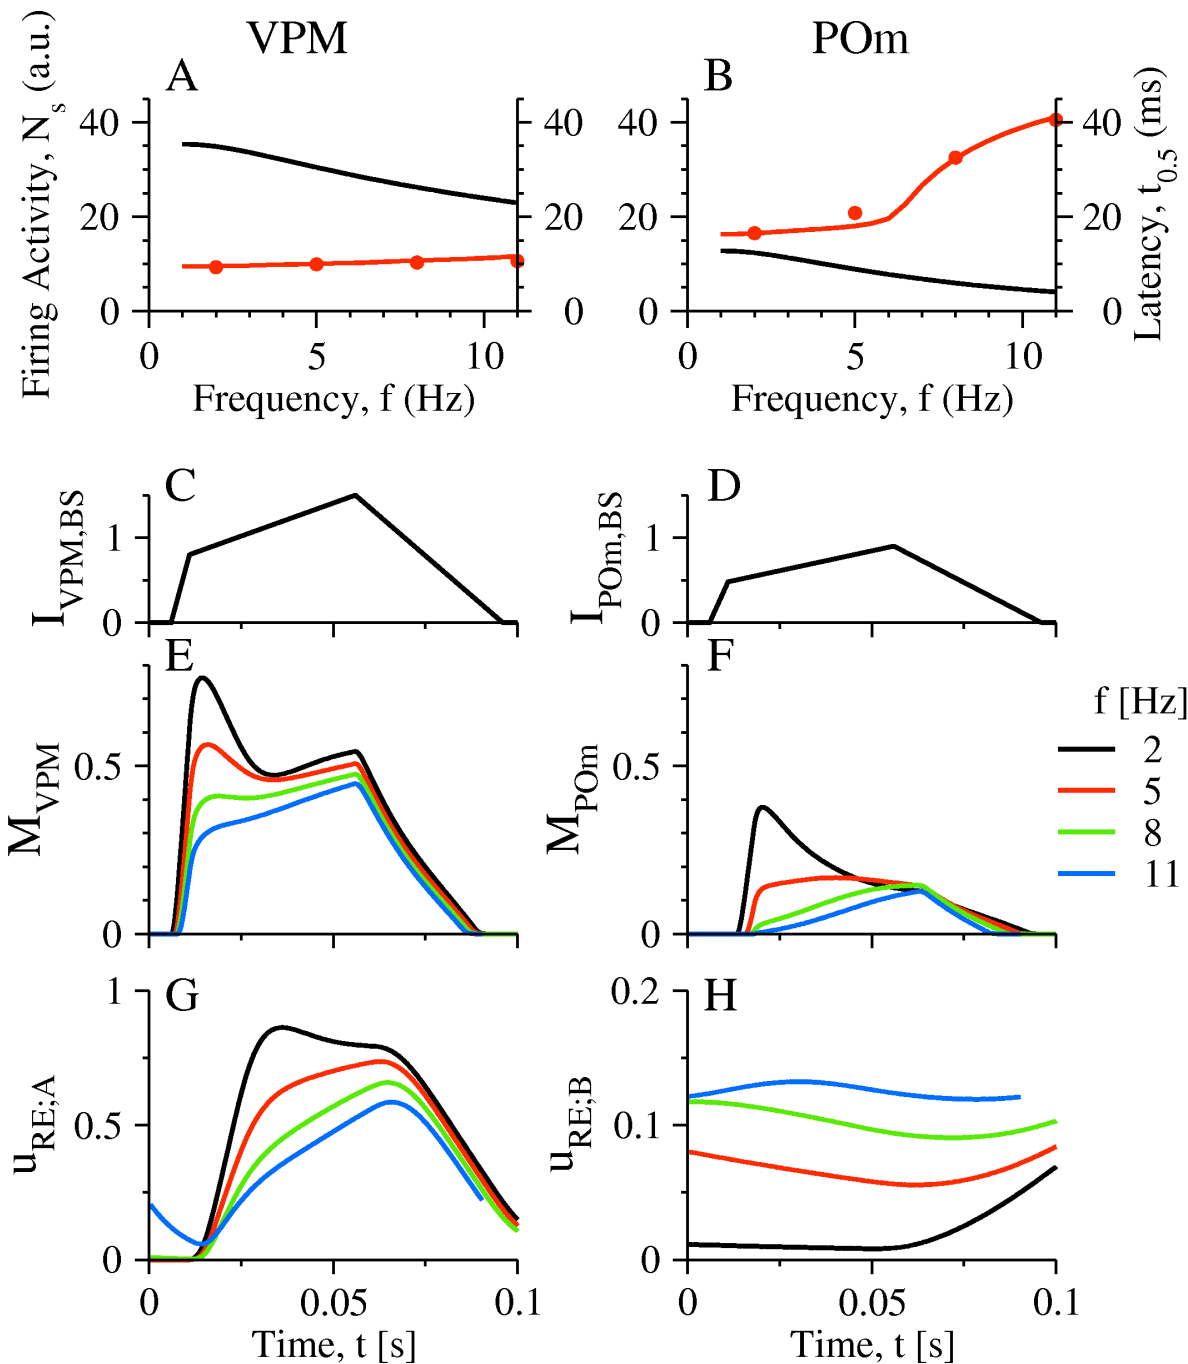 VPM
POm
Firing Activity, N_s (a.u.)
Latency, t_0.5 (ms)
A
40
20
0
40
20
0
0
5
10
Frequency, f (Hz)
B
40
20
0
40
20
0
0
5
10
Frequency, f (Hz)
C
I_VPM,BS
1
0
D
I_POm,BS
1
0
E
M_VPM
0.5
0
F
M_POm
0.5
0
f [Hz]
2
5
8
11
G
u_RE;A
1
0.5
0
0
0.05
0.1
Time, t [s]
H
u_RE;B
0.2
0.1
0
0
0.05
0.1
Time, t [s]